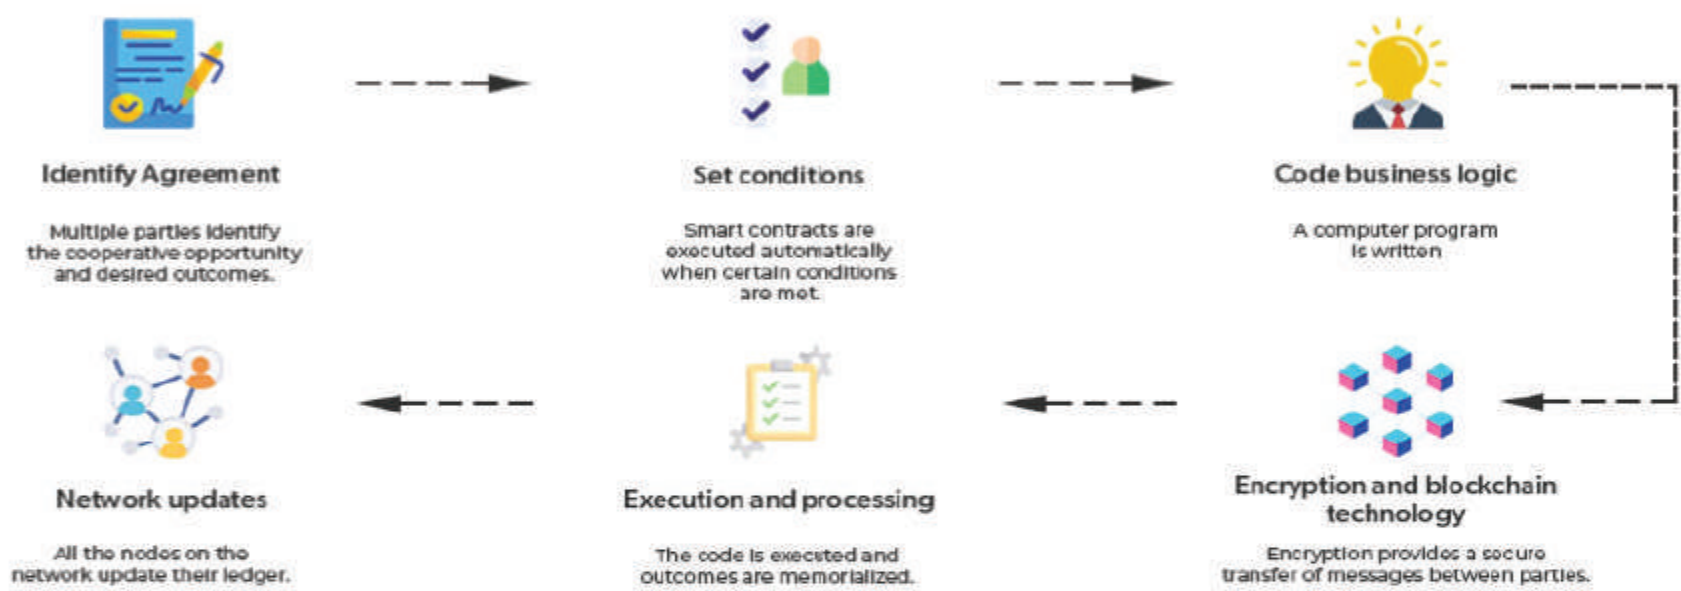 Identify Agreement
Multiple parties identify
the cooperative opportunity
and desired outcomes.
Set conditions
Smart contracts are
executed automatically
when certain conditions
are met.
Code business logic
A computer program
is written
Encryption and blockchain
technology
Encryption provides a secure
transfer of messages between parties.
Execution and processing
The code is executed and
outcomes are memorialized.
Network updates
All the nodes on the
network update their ledger.